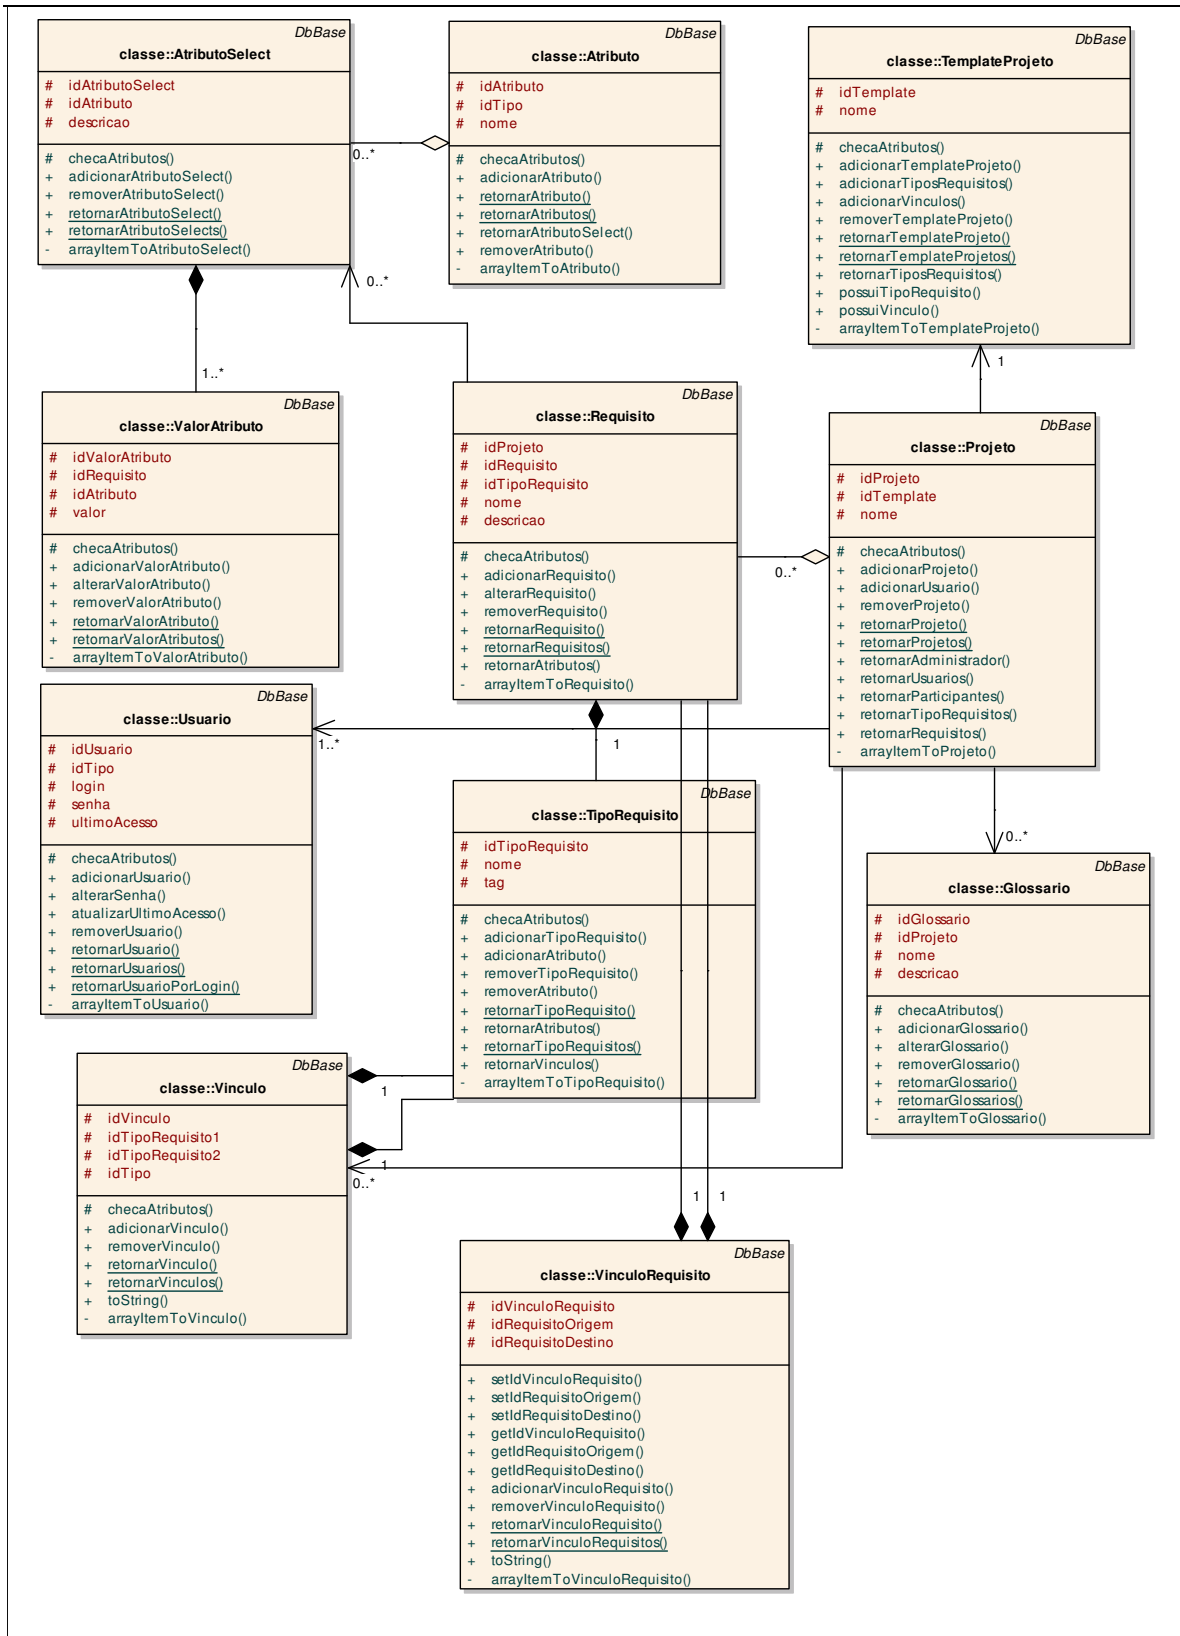 DbBase
classe::AtributoSelect
# idAtributoSelect
# idAtributo
# descricao
# checaAtributos()
+ adicionarAtributoSelect()
+ removerAtributoSelect()
+ retornarAtributoSelect()
+ retornarAtributoSelects()
- arrayItemToAtributoSelect()
DbBase
classe::Atributo
# idAtributo
# idTipo
# nome
# checaAtributos()
+ adicionarAtributo()
+ retornarAtributo()
+ retornarAtributos()
+ retornarAtributoSelect()
+ removerAtributo()
- arrayItemToAtributo()
0..*
DbBase
classe::TemplateProjeto
# idTemplate
# nome
# checaAtributos()
+ adicionarTemplateProjeto()
+ adicionarTiposRequisitos()
+ adicionarVinculos()
+ removerTemplateProjeto()
+ retornarTemplateProjeto()
+ retornarTemplateProjetos()
+ retornarTiposRequisitos()
+ possuiTipoRequisito()
+ possuiVinculo()
- arrayItemToTemplateProjeto()
0..*
1..*
1
DbBase
classe::ValorAtributo
# idValorAtributo
# idRequisito
# idAtributo
# valor
# checaAtributos()
+ adicionarValorAtributo()
+ alterarValorAtributo()
+ removerValorAtributo()
+ retornarValorAtributo()
+ retornarValorAtributos()
- arrayItemToValorAtributo()
DbBase
classe::Requisito
# idProjeto
# idRequisito
# idTipoRequisito
# nome
# descricao
# checaAtributos()
+ adicionarRequisito()
+ alterarRequisito()
+ removerRequisito()
+ retornarRequisito()
+ retornarRequisitos()
+ retornarAtributos()
- arrayItemToRequisito()
0..*
DbBase
classe::Projeto
# idProjeto
# idTemplate
# nome
# checaAtributos()
+ adicionarProjeto()
+ adicionarUsuario()
+ removerProjeto()
+ retornarProjeto()
+ retornarProjetos()
+ retornarAdministrador()
+ retornarUsuarios()
+ retornarParticipantes()
+ retornarTipoRequisitos()
+ retornarRequisitos()
- arrayItemToProjeto()
DbBase
classe::Usuario
# idUsuario
# idTipo
# login
# senha
# ultimoAcesso
# checaAtributos()
+ adicionarUsuario()
+ alterarSenha()
+ atualizarUltimoAcesso()
+ removerUsuario()
+ retornarUsuario()
+ retornarUsuarios()
+ retornarUsuarioPorLogin()
- arrayItemToUsuario()
1..*
1
DbBase
classe::TipoRequisito
# idTipoRequisito
# nome
# tag
# checaAtributos()
+ adicionarTipoRequisito()
+ adicionarAtributo()
+ removerTipoRequisito()
+ removerAtributo()
+ retornarTipoRequisito()
+ retornarAtributos()
+ retornarTipoRequisitos()
+ retornarVinculos()
- arrayItemToTipoRequisito()
0..*
DbBase
classe::Glossario
# idGlossario
# idProjeto
# nome
# descricao
# checaAtributos()
+ adicionarGlossario()
+ alterarGlossario()
+ removerGlossario()
+ retornarGlossario()
+ retornarGlossarios()
- arrayItemToGlossario()
DbBase
classe::Vinculo
# idVinculo
# idTipoRequisito1
# idTipoRequisito2
# idTipo
# checaAtributos()
+ adicionarVinculo()
+ removerVinculo()
+ retornarVinculo()
+ retornarVinculos()
+ toString()
- arrayItemToVinculo()
1
1
0..*
1
1
DbBase
classe::VinculoRequisito
# idVinculoRequisito
# idRequisitoOrigem
# idRequisitoDestino
+ setIdVinculoRequisito()
+ setIdRequisitoOrigem()
+ setIdRequisitoDestino()
+ getIdVinculoRequisito()
+ getIdRequisitoOrigem()
+ getIdRequisitoDestino()
+ adicionarVinculoRequisito()
+ removerVinculoRequisito()
+ retornarVinculoRequisito()
+ retornarVinculoRequisitos()
+ toString()
- arrayItemToVinculoRequisito()